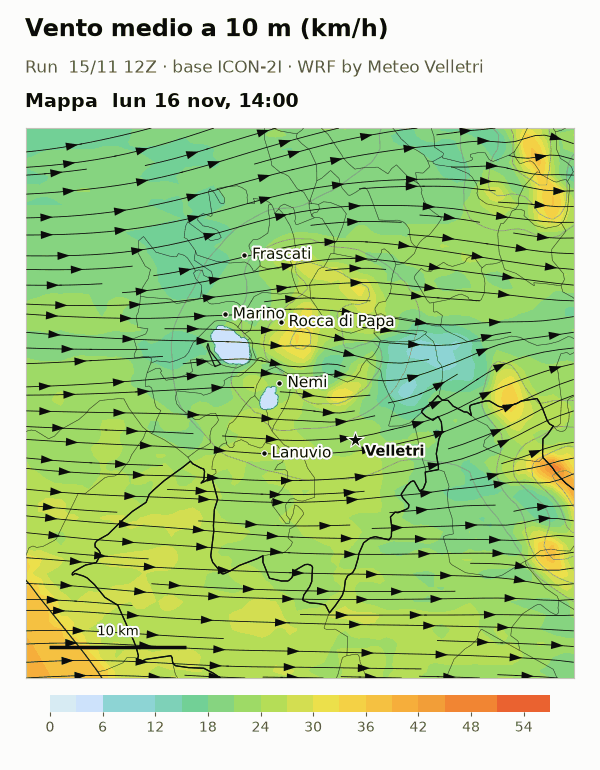 Vento medio a 10 m (km/h)
Run  15/11 12Z · base ICON-2I · WRF by Meteo Velletri
Mappa  lun 16 nov, 14:00
Frascati
Marino
Rocca di Papa
Nemi
Velletri
Lanuvio
10 km
0 6 12 18 24 30 36 42 48 54